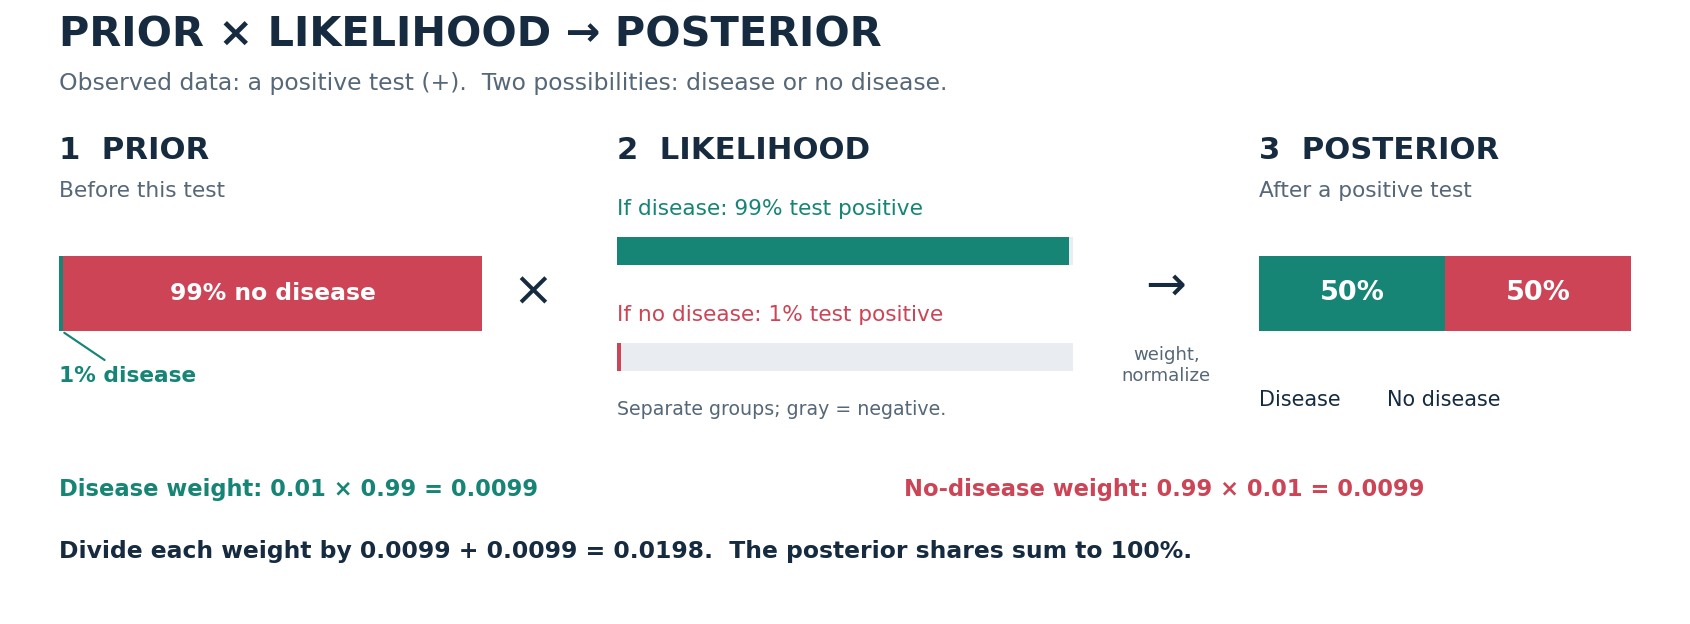 PRIOR × LIKELIHOOD → POSTERIOR
Observed data: a positive test (+).  Two possibilities: disease or no disease.
1  PRIOR
Before this test
99% no disease
1% disease
×
2  LIKELIHOOD
If disease: 99% test positive
If no disease: 1% test positive
Separate groups; gray = negative.
→
weight,
normalize
3  POSTERIOR
After a positive test
50%
50%
Disease
No disease
Disease weight: 0.01 × 0.99 = 0.0099
No-disease weight: 0.99 × 0.01 = 0.0099
Divide each weight by 0.0099 + 0.0099 = 0.0198.  The posterior shares sum to 100%.